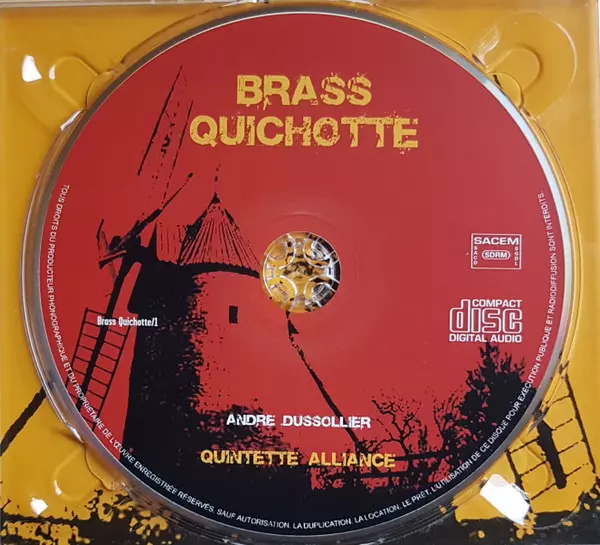 BRASS
QUICHOTTE
SACEM
SACD
SDRM
SGDL
COMPACT
disc
DIGITAL AUDIO
Brass Quichotte/1
ANDRE DUSSOLLIER
QUINTETTE ALLIANCE
TOUS DROITS DU PRODUCTEUR PHONOGRAPHIQUE ET DU PROPRIÉTAIRE DE L'ŒUVRE ENREGISTRÉE RÉSERVÉS. SAUF AUTORISATION, LA DUPLICATION, LA LOCATION, LE PRÊT, L'UTILISATION DE CE DISQUE POUR EXÉCUTION PUBLIQUE ET RADIODIFFUSION SONT INTERDITS.